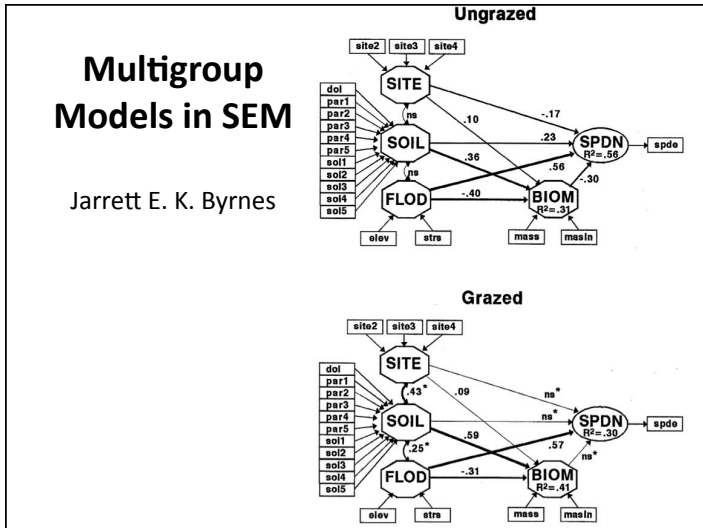 Multigroup
Models in SEM
Jarrett E. K. Byrnes
Ungrazed
site2 site3 site4
SITE
dol
par1
par2
par3
par4
par5
sol1
sol2
sol3
sol4
sol5
ns
SOIL
ns
FLOD
elev strs
-.17
.10
.23
.36
.56
-.40
-.30
SPDN
R²=.56
spde
BIOM
R²=.31
mass masln
Grazed
site2 site3 site4
SITE
dol
par1
par2
par3
par4
par5
sol1
sol2
sol3
sol4
sol5
.43*
SOIL
.25*
FLOD
elev strs
ns*
.09
ns*
.59
.57
-.31
ns*
SPDN
R²=.30
spde
BIOM
R²=.41
mass masln